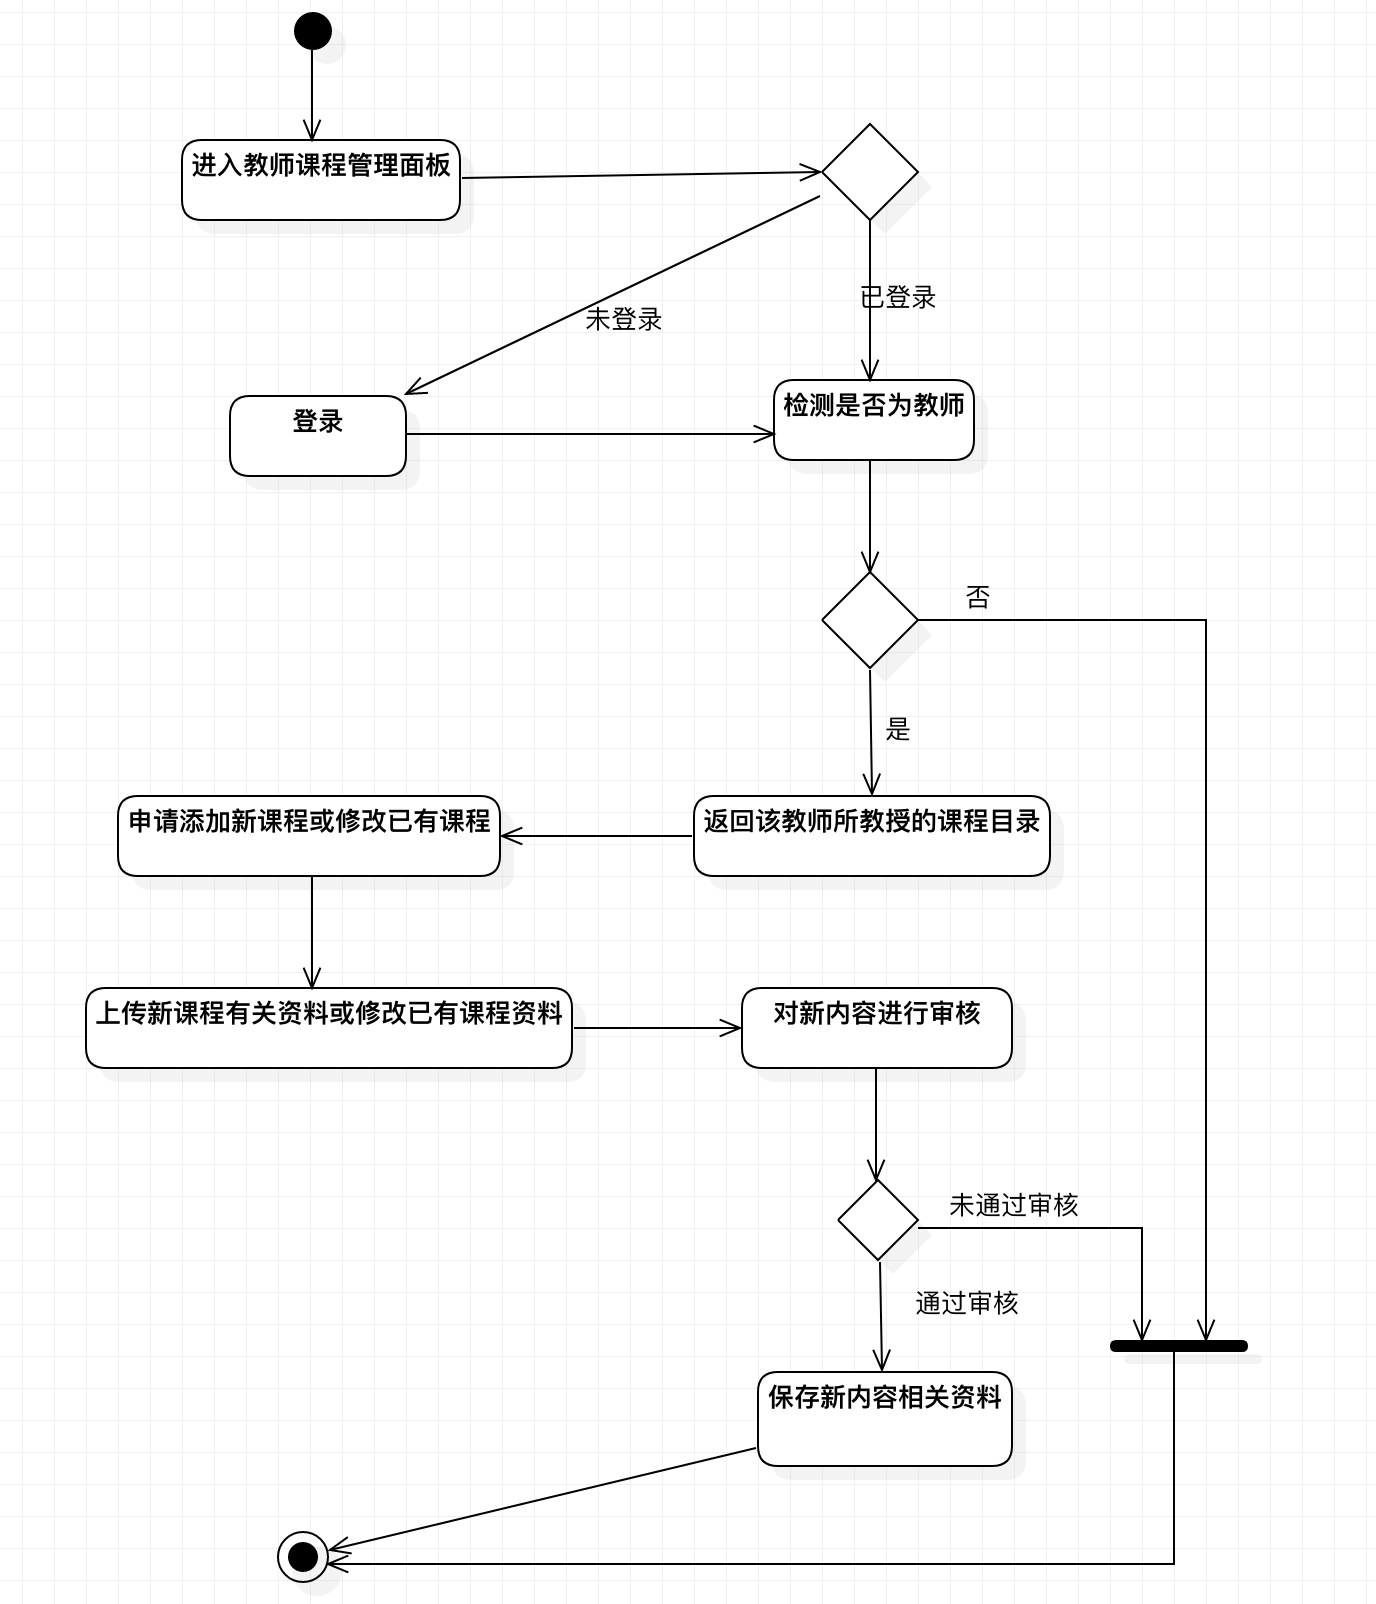 进入教师课程管理面板
已登录
未登录
检测是否为教师
登录
否
是
申请添加新课程或修改已有课程
返回该教师所教授的课程目录
上传新课程有关资料或修改已有课程资料
对新内容进行审核
未通过审核
通过审核
保存新内容相关资料